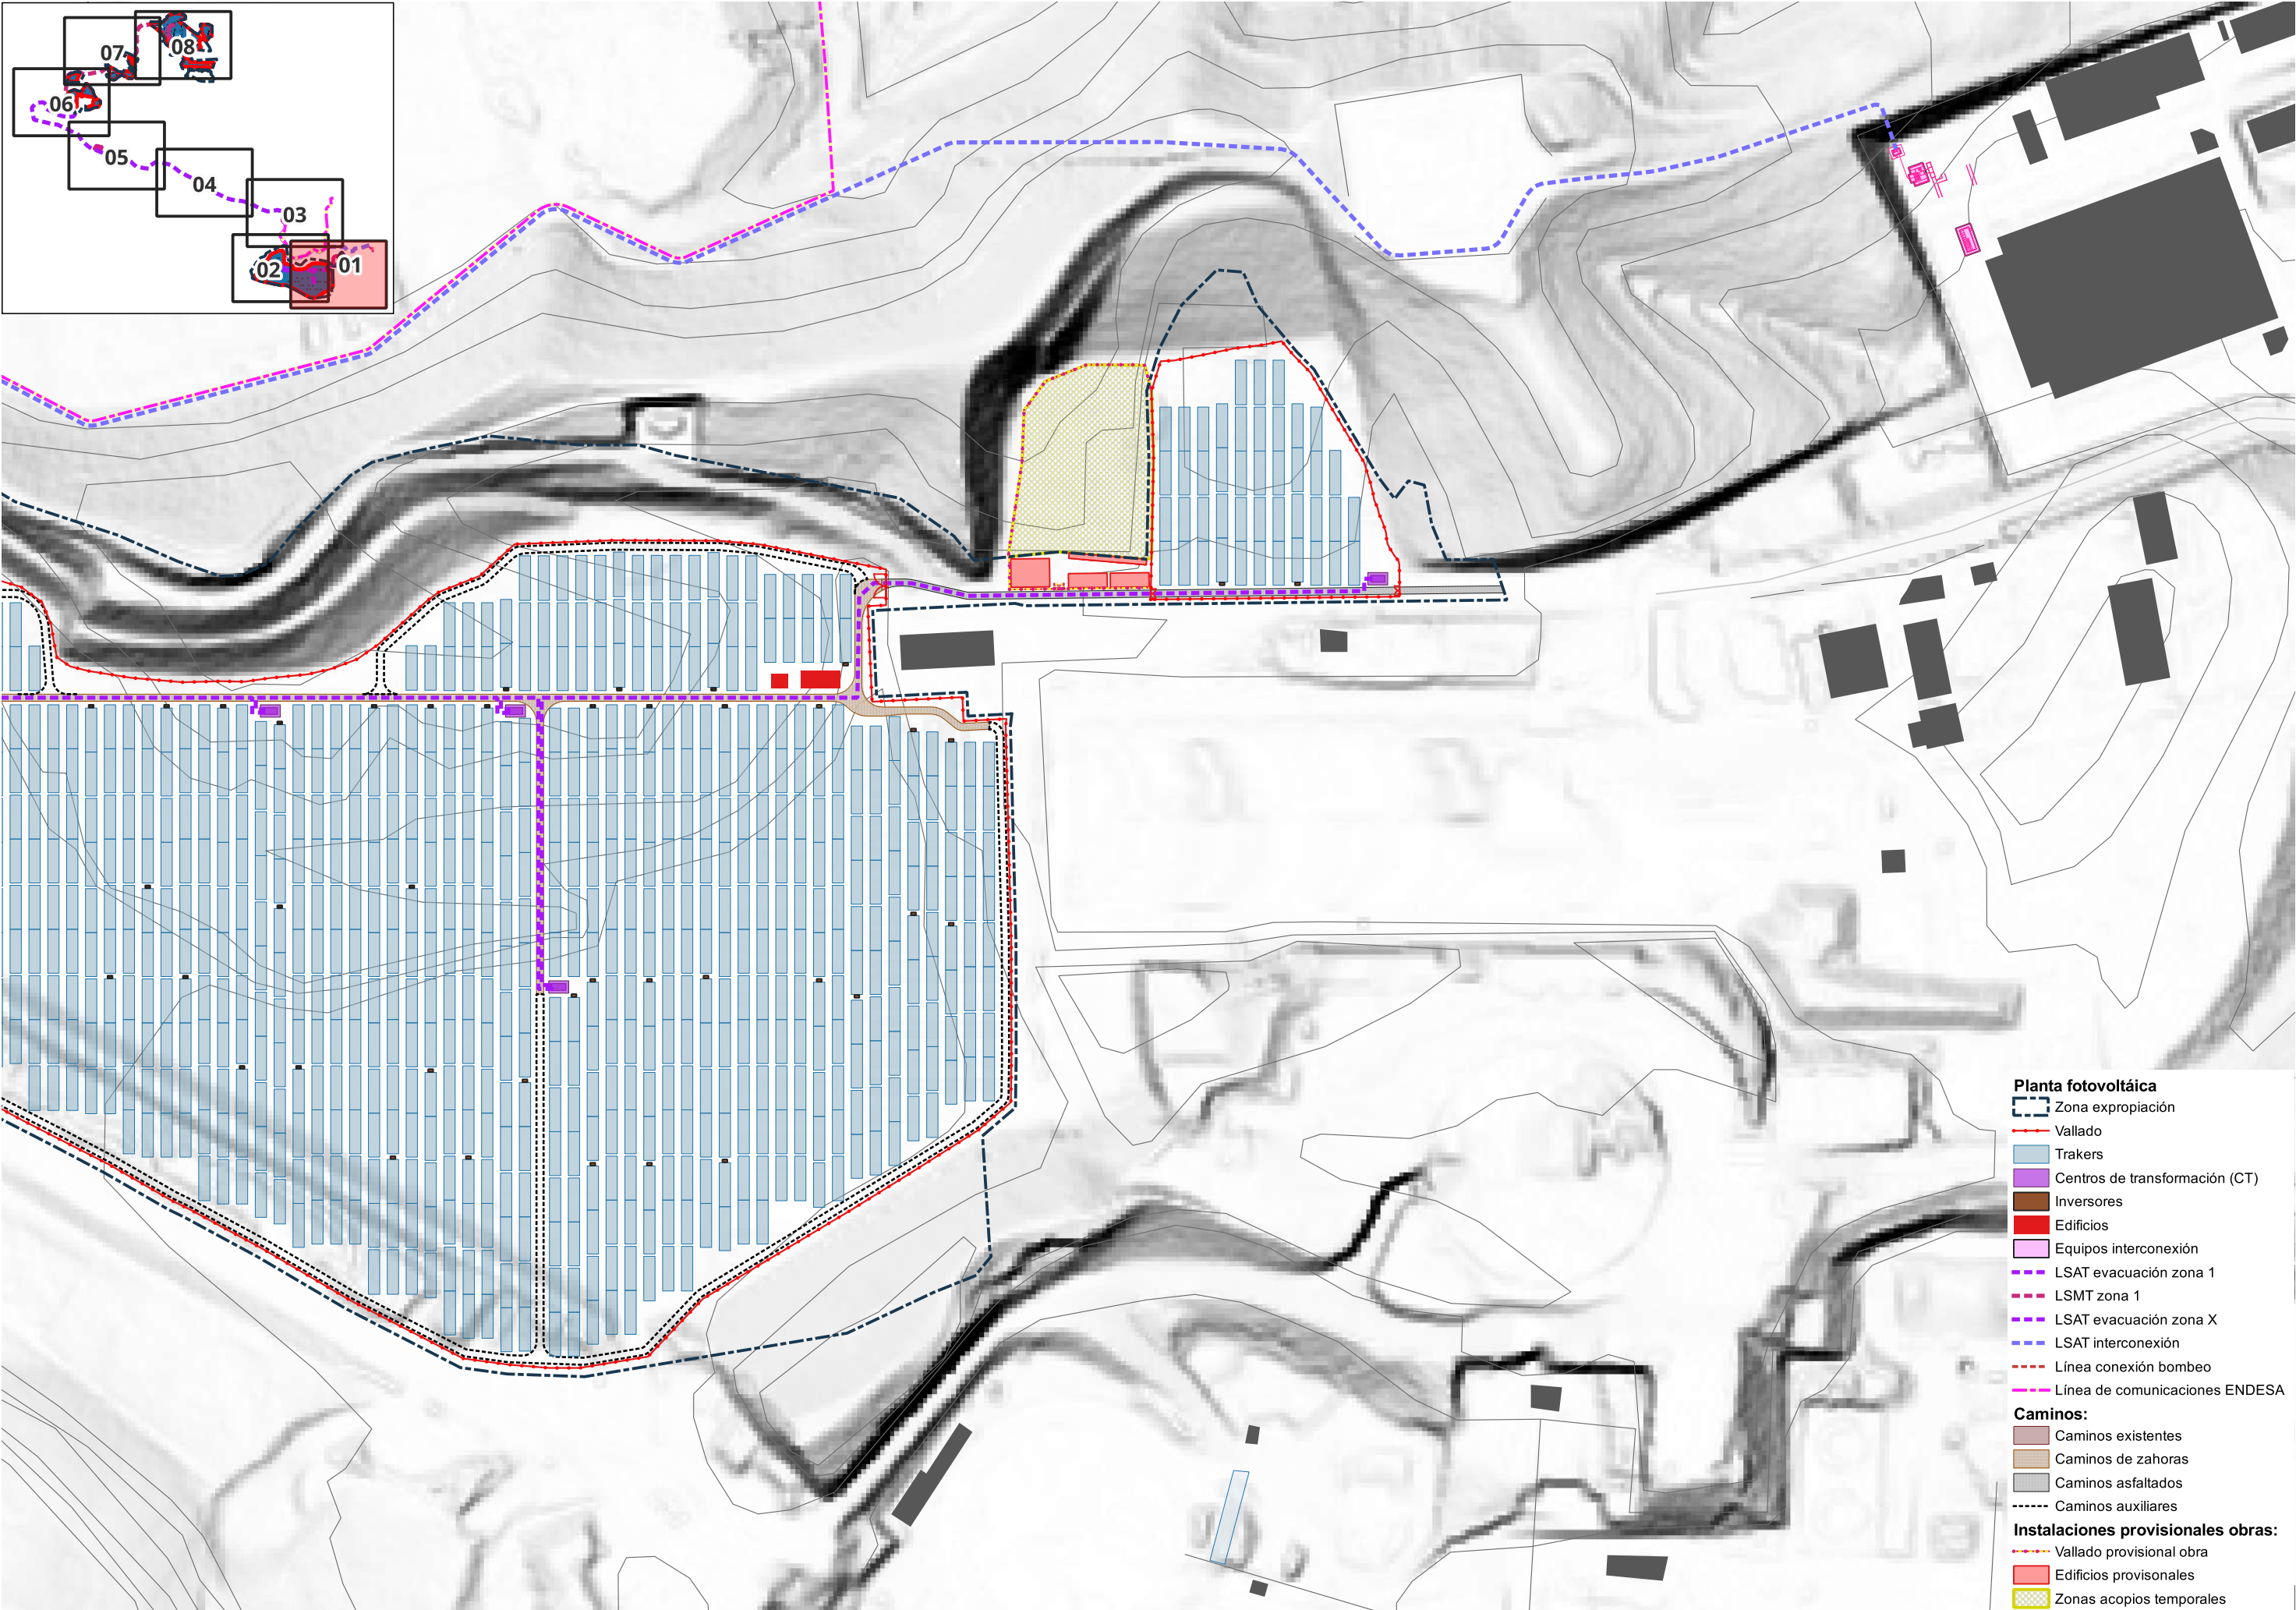 07
08
06
05
04
03
02
01
Planta fotovoltáica
Zona expropiación
Vallado
Trakers
Centros de transformación (CT)
Inversores
Edificios
Equipos interconexión
LSAT evacuación zona 1
LSMT zona 1
LSAT evacuación zona X
LSAT interconexión
Línea conexión bombeo
Línea de comunicaciones ENDESA
Caminos:
Caminos existentes
Caminos de zahoras
Caminos asfaltados
Caminos auxiliares
Instalaciones provisionales obras:
Vallado provisional obra
Edificios provisonales
Zonas acopios temporales